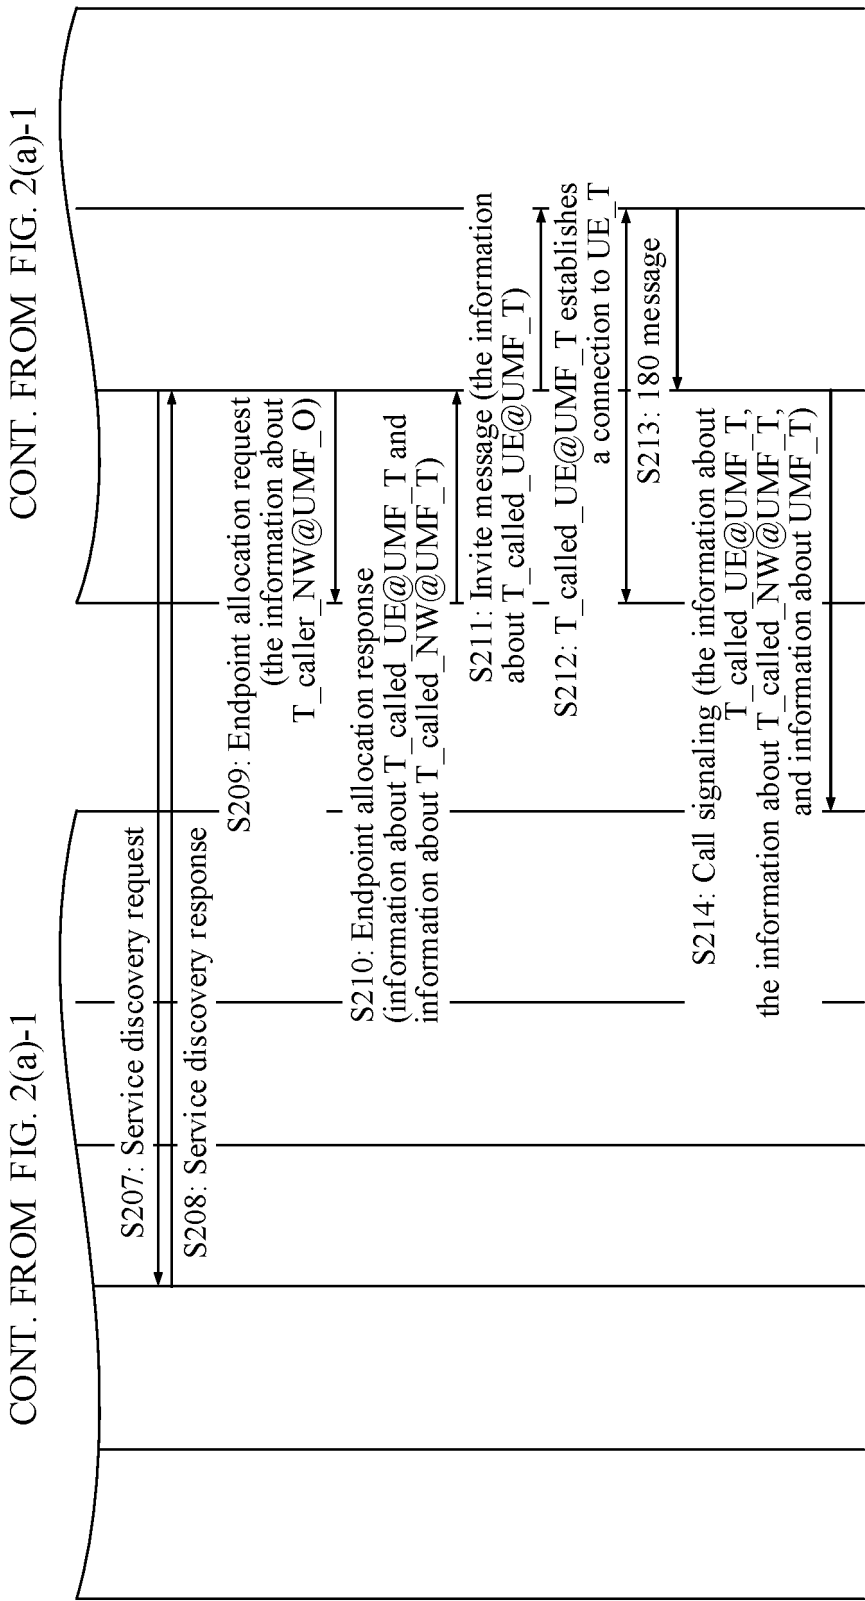 CONT. FROM FIG. 2(a)-1
CONT. FROM FIG. 2(a)-1
S207: Service discovery request
S208: Service discovery response
S209: Endpoint allocation request
(the information about
T_caller_NW@UMF_O)
S210: Endpoint allocation response
(information about T_called_UE@UMF_T and
information about T_called_NW@UMF_T)
S211: Invite message (the information
about T_called_UE@UMF_T)
S212: T_called_UE@UMF_T establishes
a connection to UE_T
S213: 180 message
S214: Call signaling (the information about
T_called_UE@UMF_T,
the information about T_called_NW@UMF_T,
and information about UMF_T)